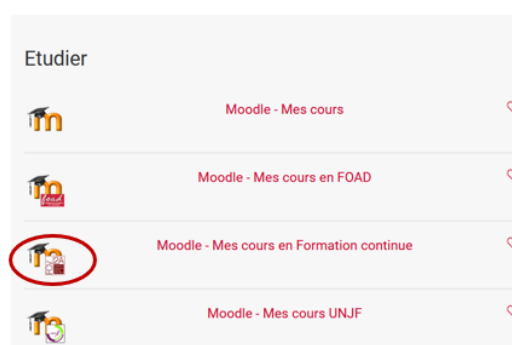 Etudier
Moodle - Mes cours
Moodle - Mes cours en FOAD
foad
Moodle - Mes cours en Formation continue
Moodle - Mes cours UNJF